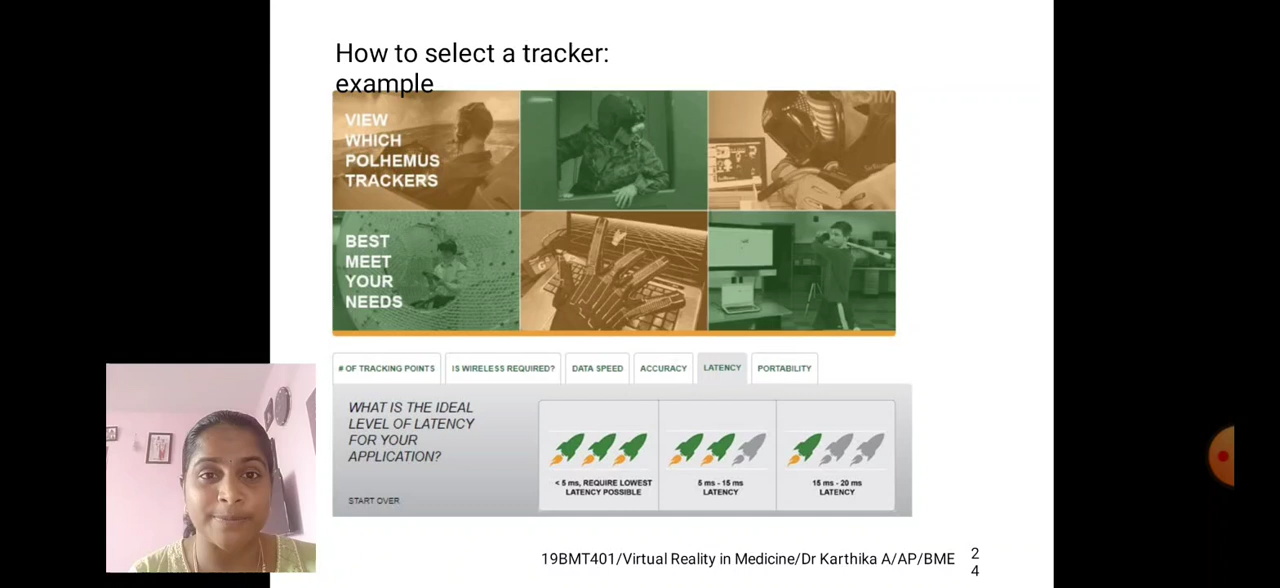 How to select a tracker:
example
VIEW
WHICH
POLHEMUS
TRACKERS
BEST
MEET
YOUR
NEEDS
# OF TRACKING POINTS
IS WIRELESS REQUIRED?
DATA SPEED
ACCURACY
LATENCY
PORTABILITY
WHAT IS THE IDEAL
LEVEL OF LATENCY
FOR YOUR
APPLICATION?
START OVER
< 5 ms, REQUIRE LOWEST
LATENCY POSSIBLE
5 ms - 15 ms
LATENCY
15 ms - 20 ms
LATENCY
19BMT401/Virtual Reality in Medicine/Dr Karthika A/AP/BME
2
4